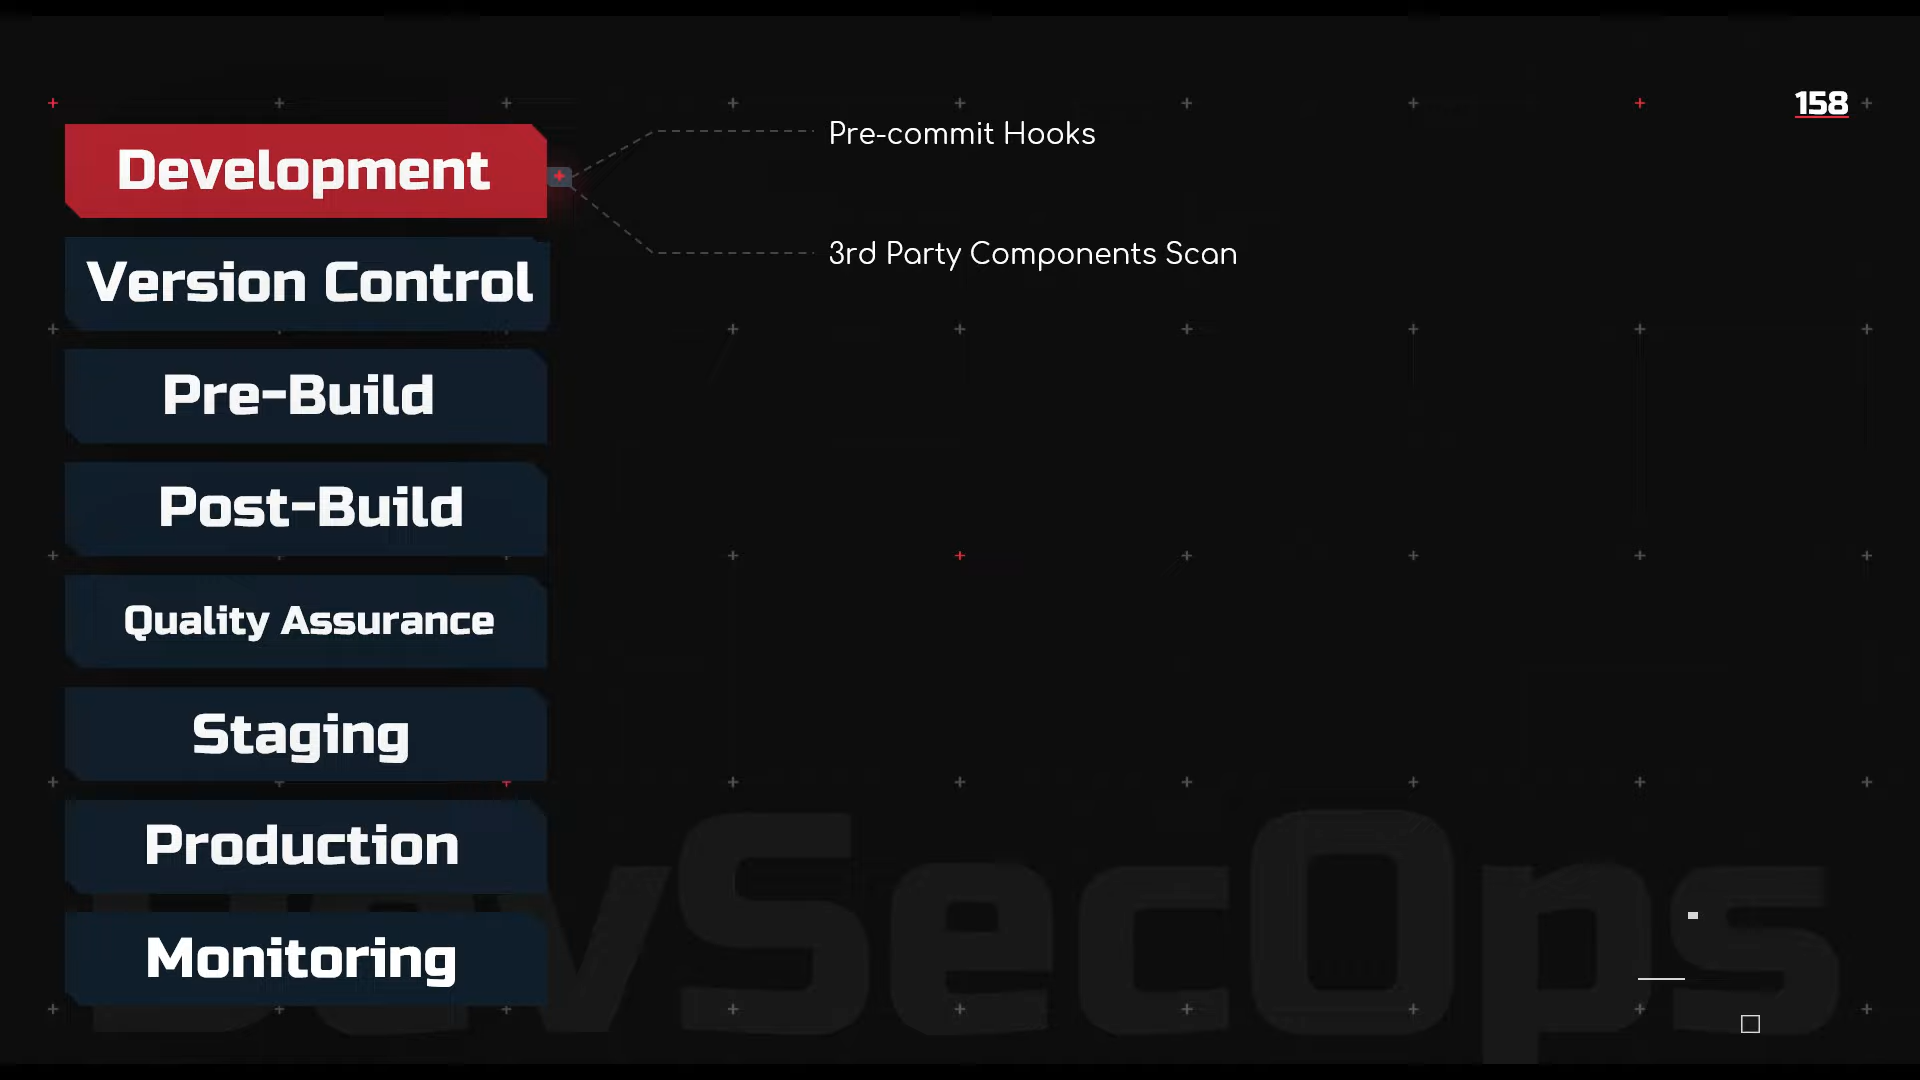 158
Development
Pre-commit Hooks
3rd Party Components Scan
Version Control
Pre-Build
Post-Build
Quality Assurance
Staging
Production
Monitoring
DevSecOps